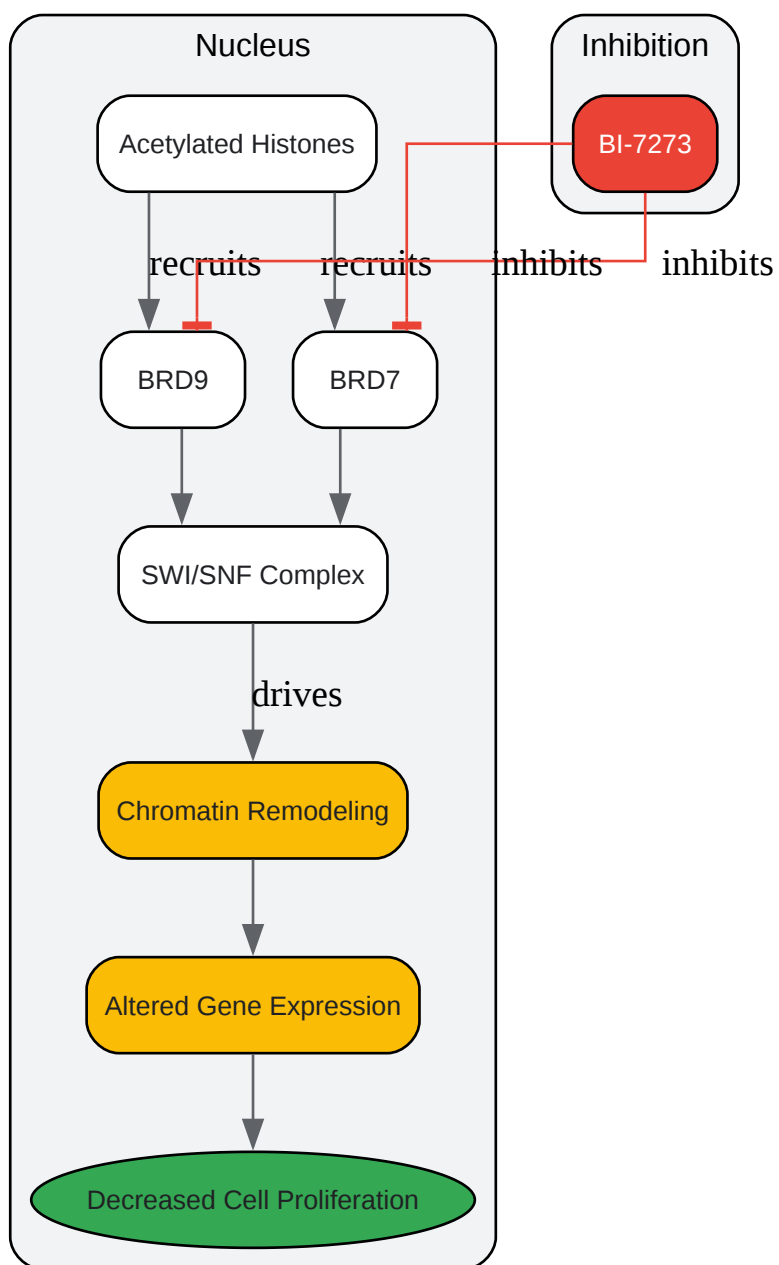 Nucleus
Inhibition
Acetylated Histones
BI-7273
recruits
recruits
inhibits
inhibits
BRD9
BRD7
SWI/SNF Complex
drives
Chromatin Remodeling
Altered Gene Expression
Decreased Cell Proliferation